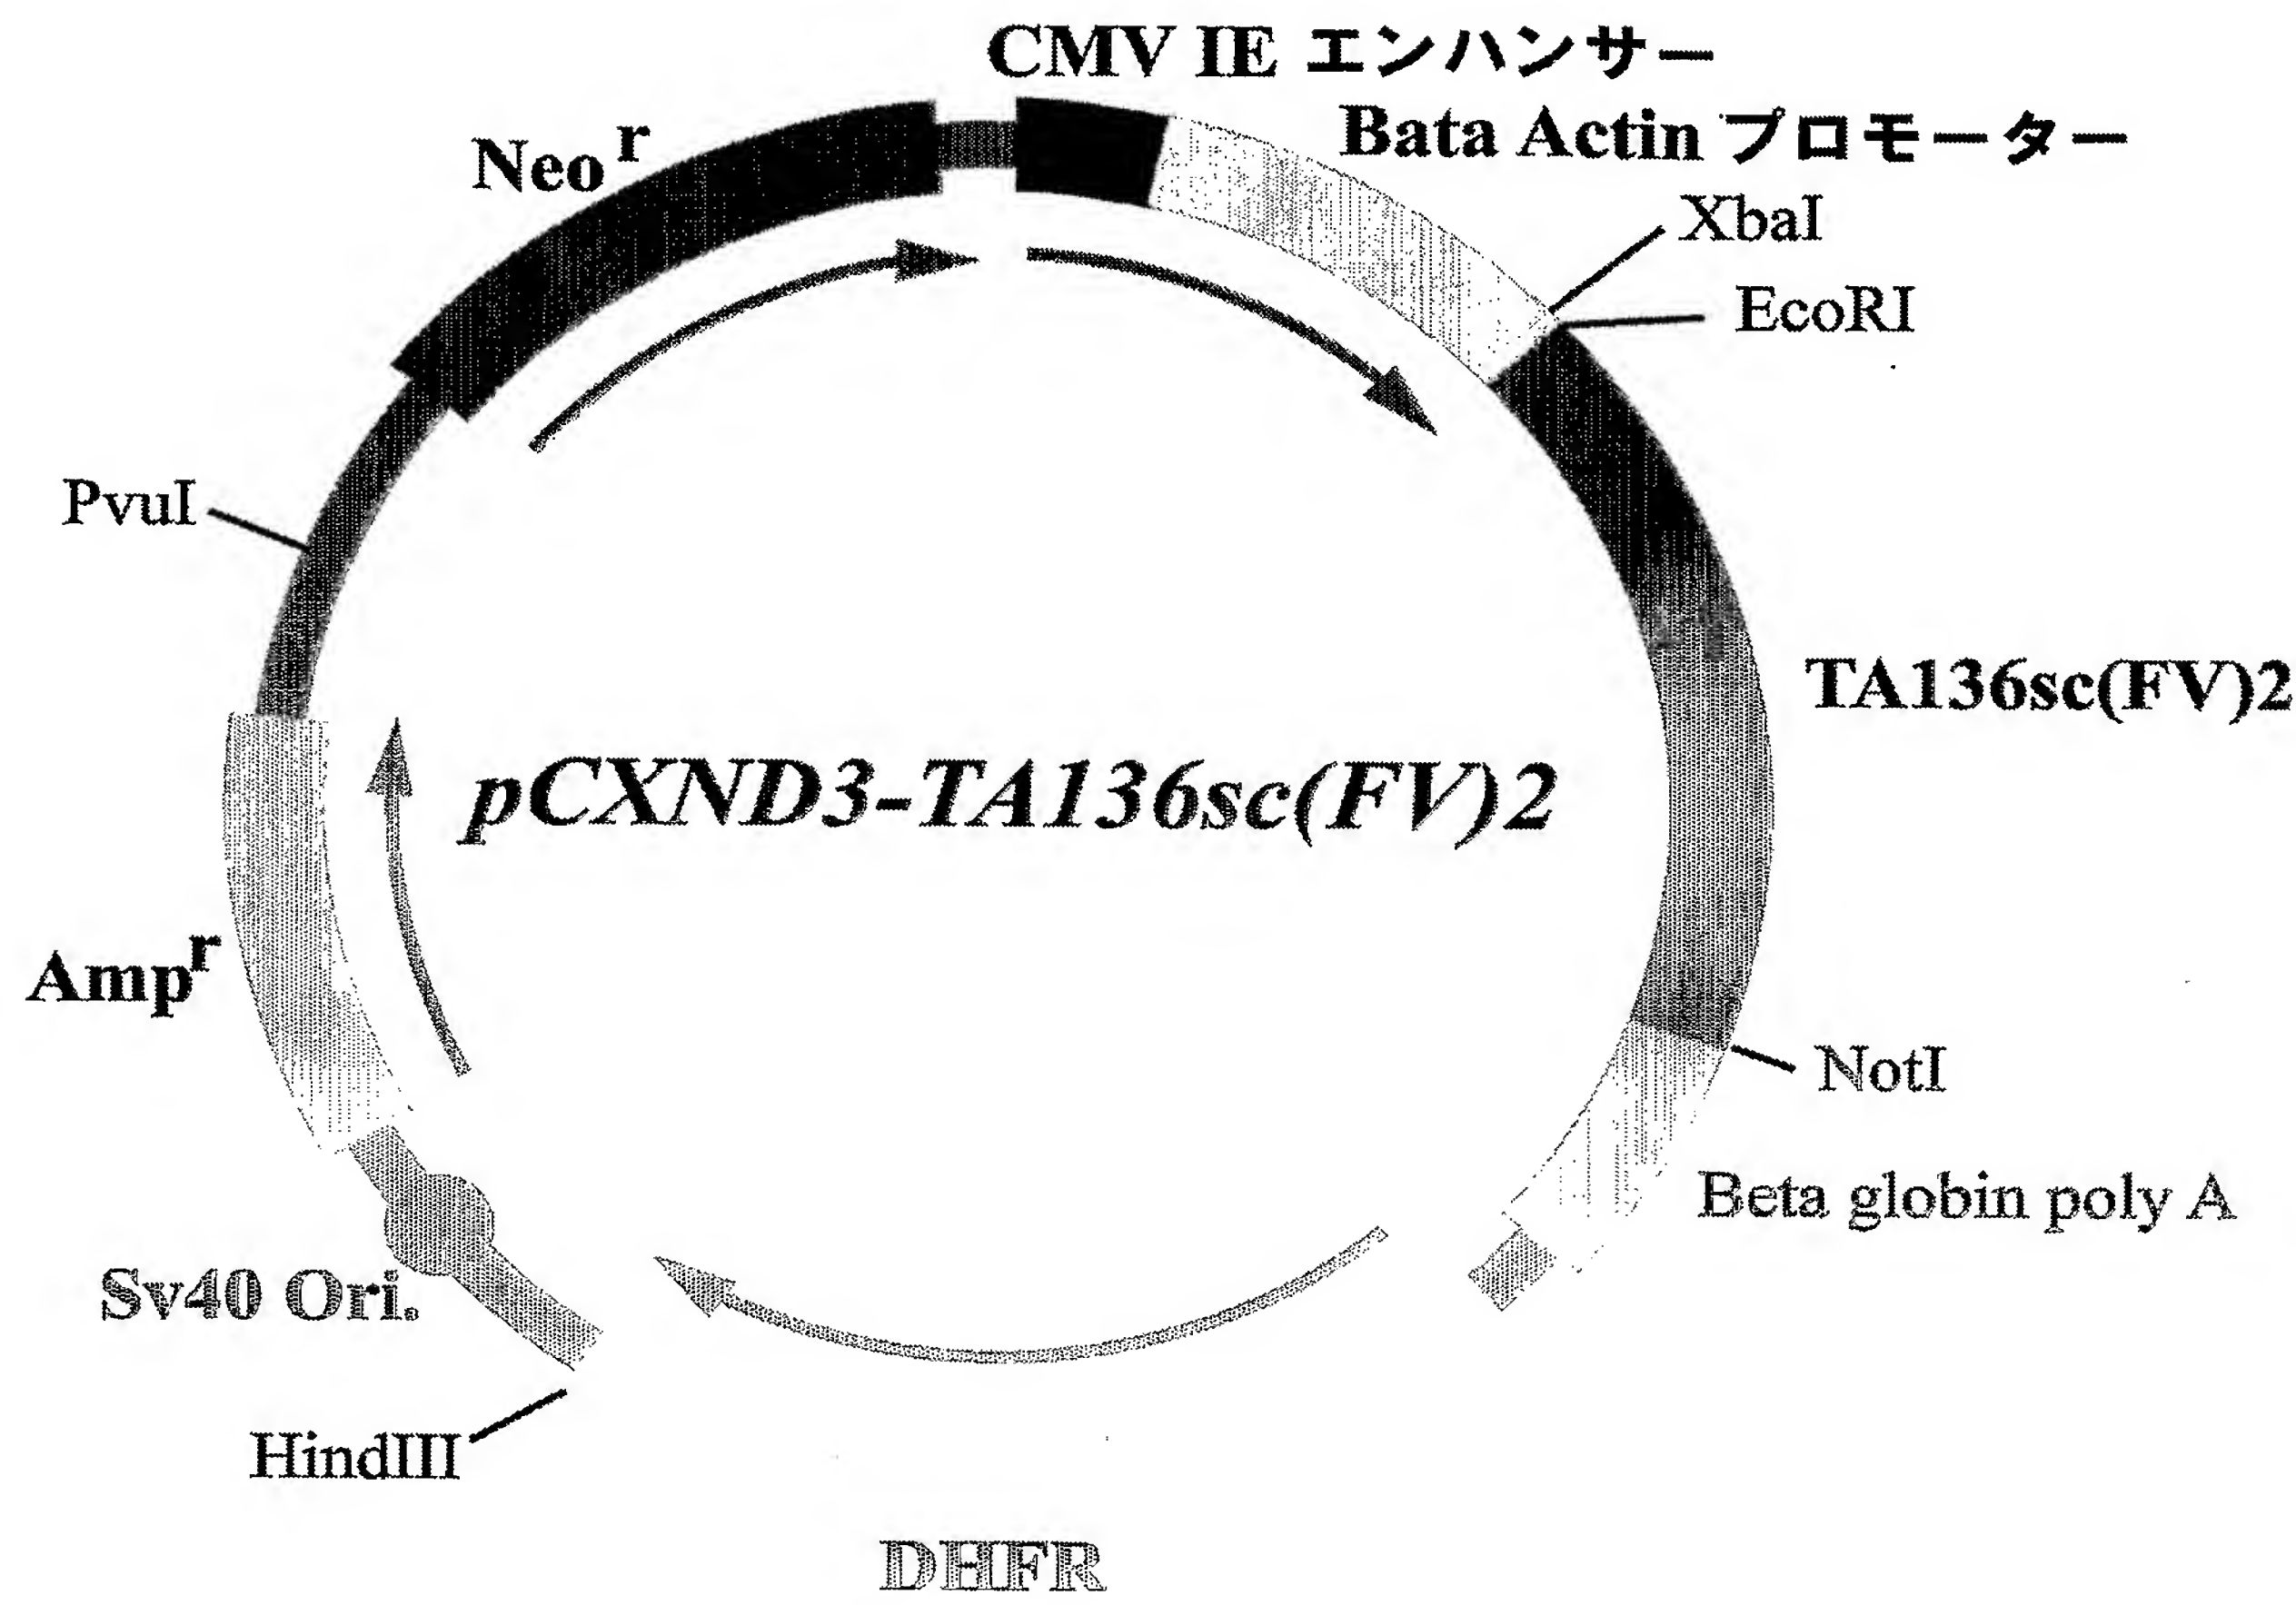 CMV IE エンハンサー
Bata Actin プロモーター
Neo r
XbaI
EcoRI
PvuI
TA136sc(FV)2
pCXND3-TA136sc(FV)2
Amp r
NotI
Beta globin poly A
Sv40 Ori.
HindIII
DHFR